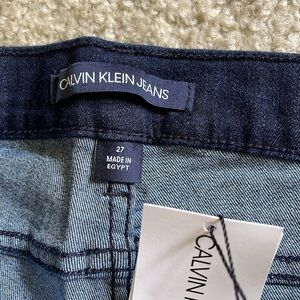 CALVIN KLEIN JEANS
27
MADE IN
EGYPT
CALVIN K